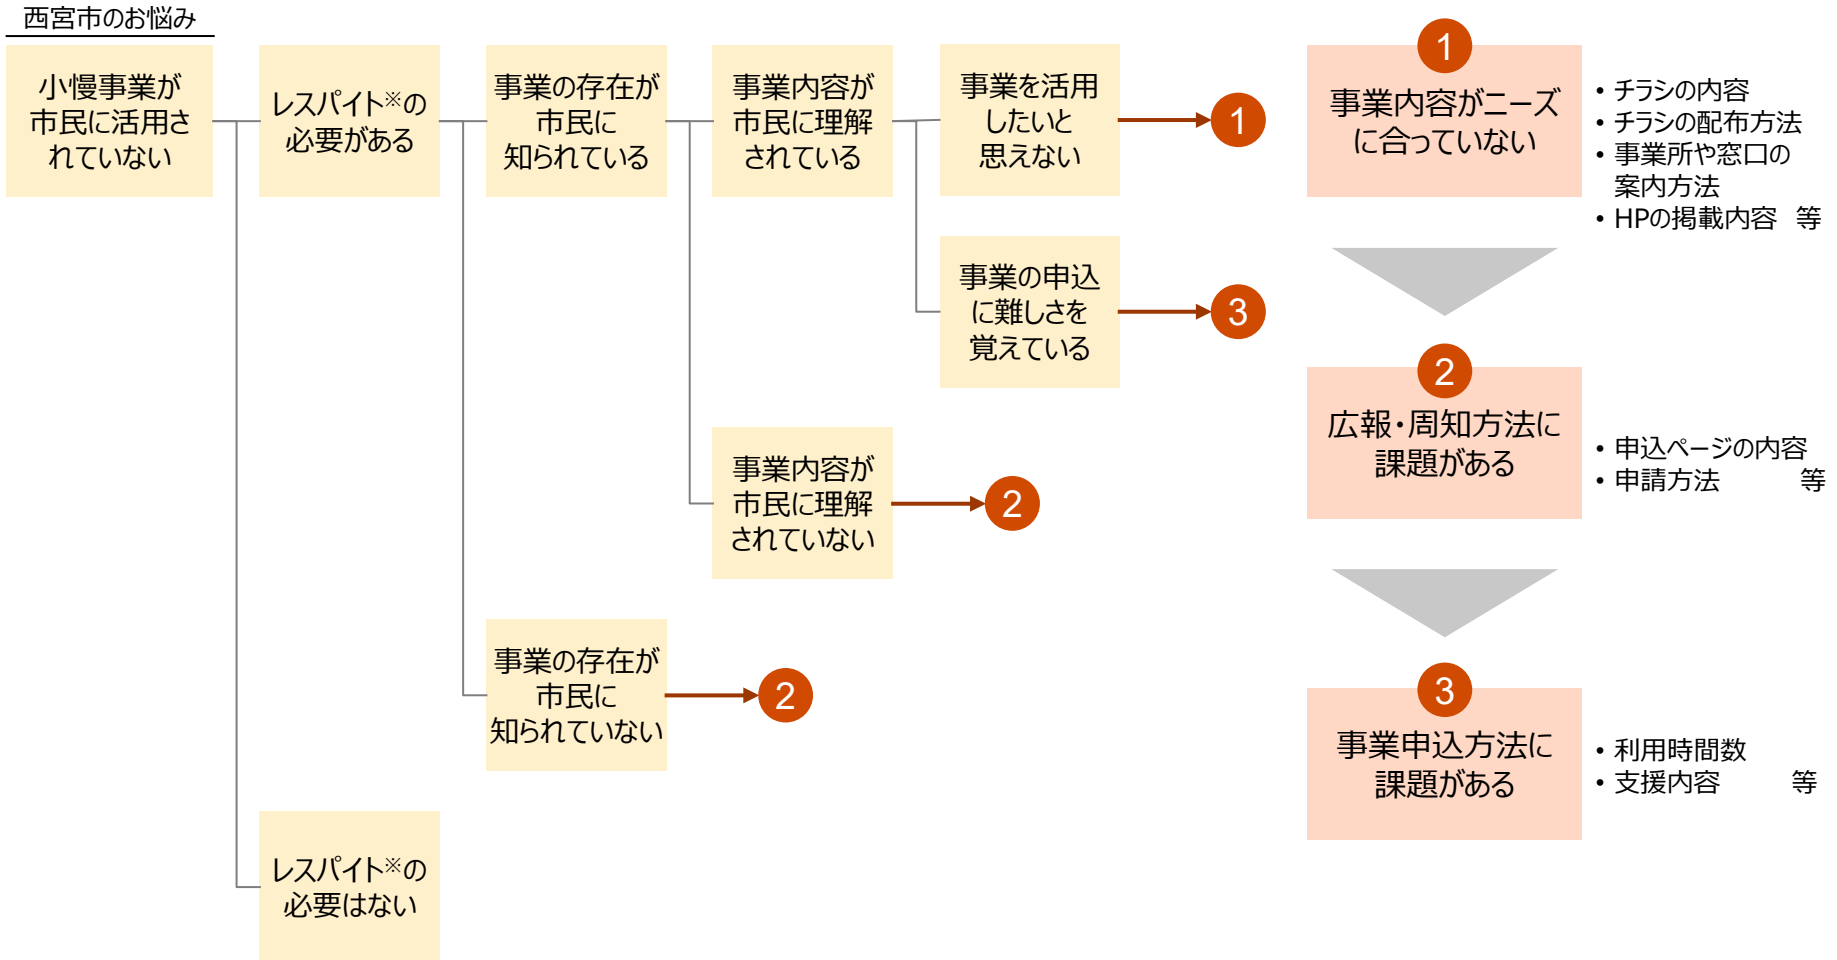 西宮市のお悩み
小慢事業が
市民に活用さ
れていない
レスパイト※の
必要がある
事業の存在が
市民に
知られている
事業内容が
市民に理解
されている
事業を活用
したいと
思えない
1
事業の申込
に難しさを
覚えている
3
事業内容が
市民に理解
されていない
2
事業の存在が
市民に
知られていない
2
レスパイト※の
必要はない
1
事業内容がニーズ
に合っていない
• チラシの内容
• チラシの配布方法
• 事業所や窓口の
案内方法
• HPの掲載内容 等
2
広報・周知方法に
課題がある
• 申込ページの内容
• 申請方法 等
3
事業申込方法に
課題がある
• 利用時間数
• 支援内容 等